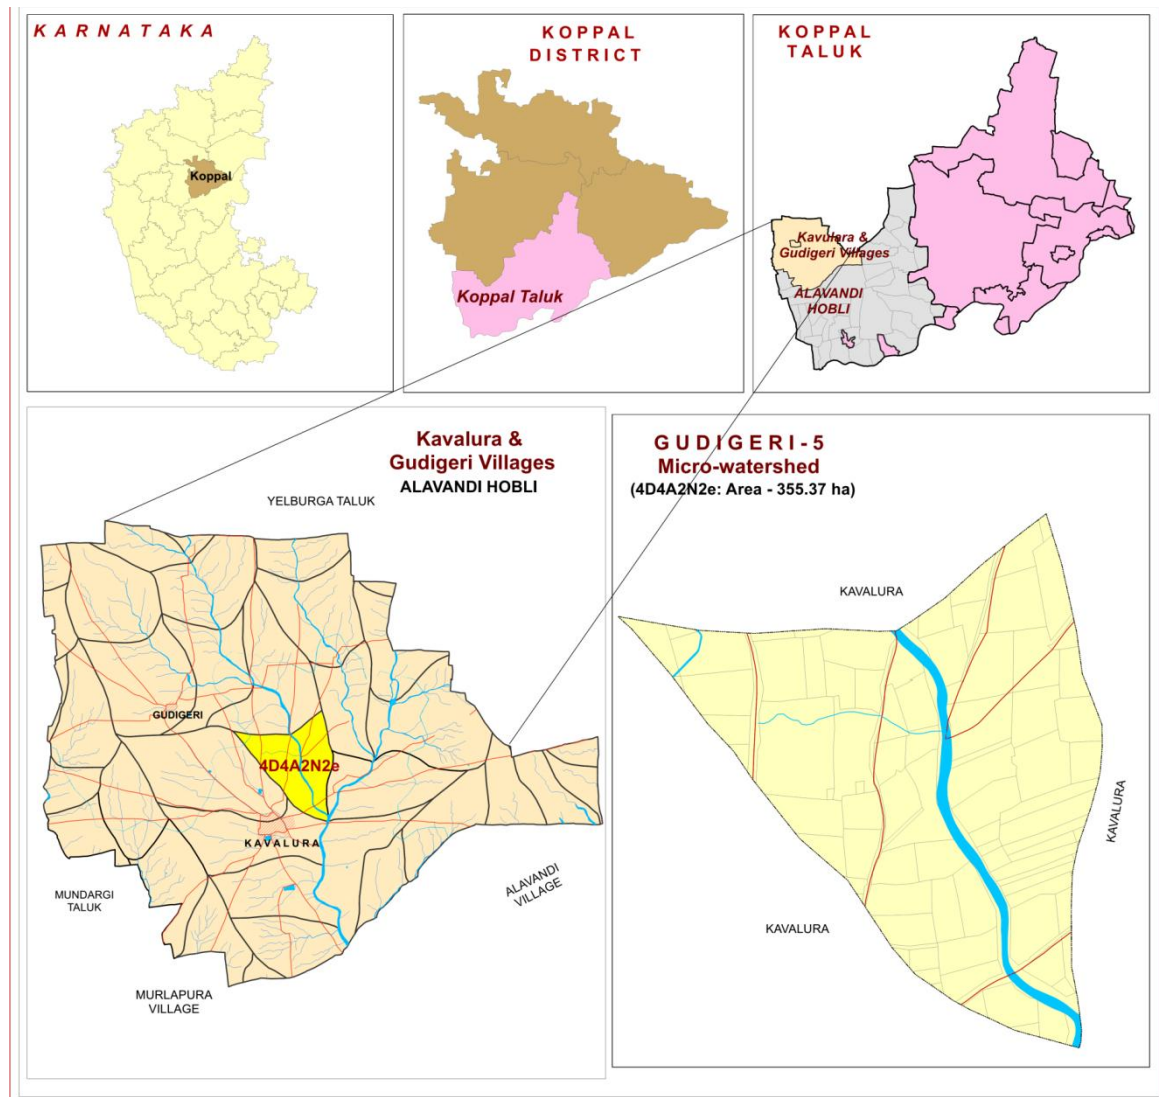 KARNATAKA
Koppal
KOPPAL
DISTRICT
Koppal Taluk
KOPPAL
TALUK
Kavulara &
Gudigeri Villages
ALAVANDI
HOBLI
Kavalura &
Gudigeri Villages
ALAVANDI HOBLI
YELBURGA TALUK
GUDIGERI
4D4A2N2e
KAVALURA
MUNDARGI
TALUK
ALAVANDI
VILLAGE
MURLAPURA
VILLAGE
GUDIGERI-5
Micro-watershed
(4D4A2N2e: Area - 355.37 ha)
KAVALURA
KAVALURA
KAVALURA